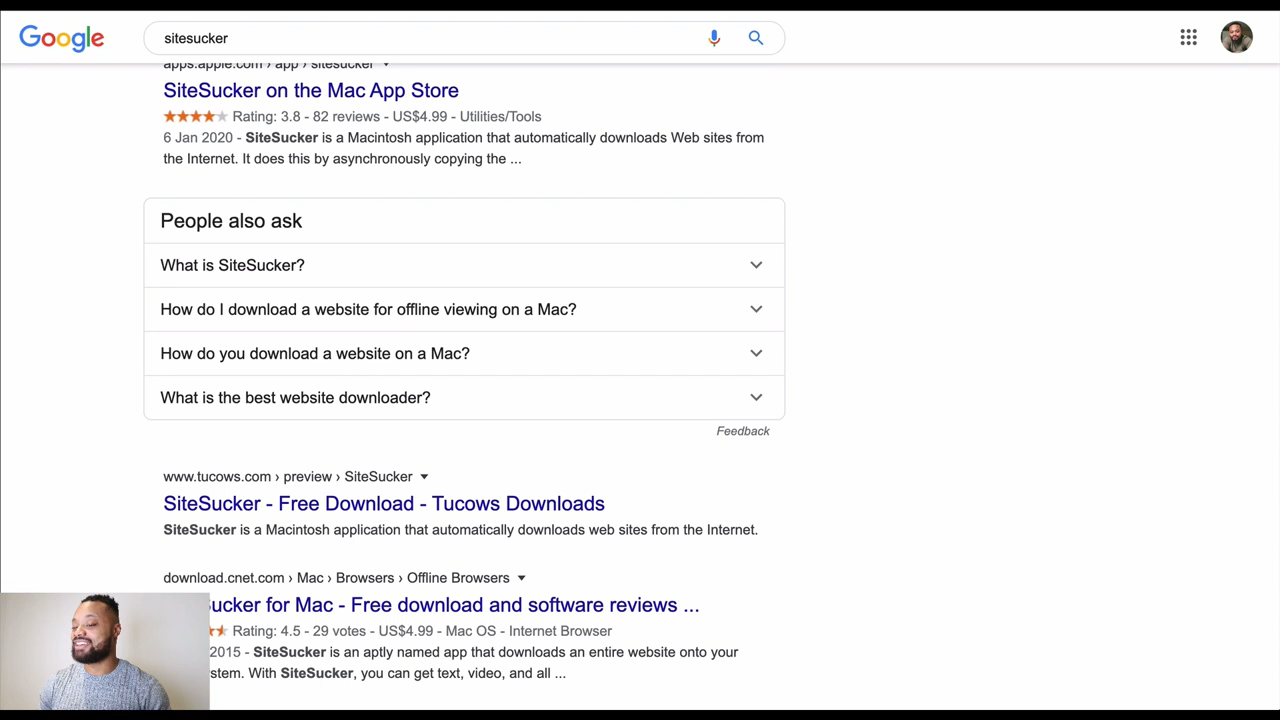 Google
sitesucker
apps.apple.com › app › sitesucker
SiteSucker on the Mac App Store
Rating: 3.8 - 82 reviews - US$4.99 - Utilities/Tools
6 Jan 2020 - SiteSucker is a Macintosh application that automatically downloads Web sites from
the Internet. It does this by asynchronously copying the ...
People also ask
What is SiteSucker?
How do I download a website for offline viewing on a Mac?
How do you download a website on a Mac?
What is the best website downloader?
Feedback
www.tucows.com › preview › SiteSucker
SiteSucker - Free Download - Tucows Downloads
SiteSucker is a Macintosh application that automatically downloads web sites from the Internet.
download.cnet.com › Mac › Browsers › Offline Browsers
ucker for Mac - Free download and software reviews ...
Rating: 4.5 - 29 votes - US$4.99 - Mac OS - Internet Browser
2015 - SiteSucker is an aptly named app that downloads an entire website onto your
stem. With SiteSucker, you can get text, video, and all ...